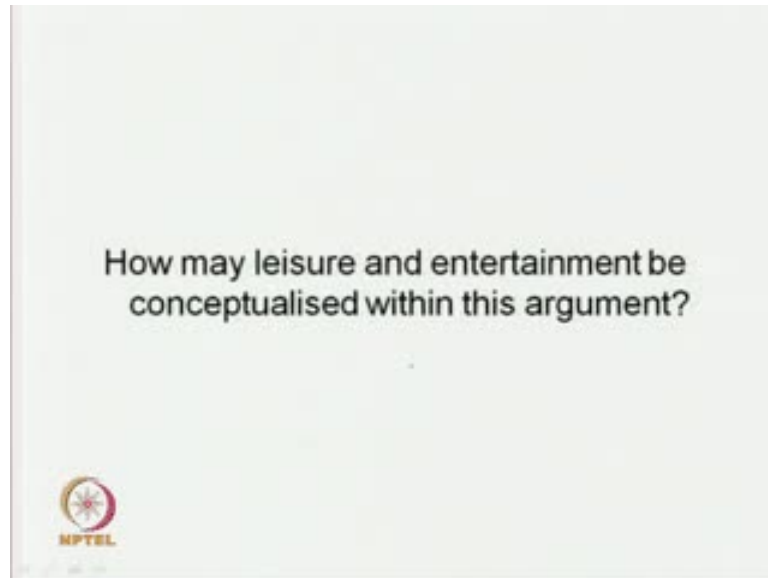 How may leisure and entertainment be
conceptualised within this argument?
NPTEL